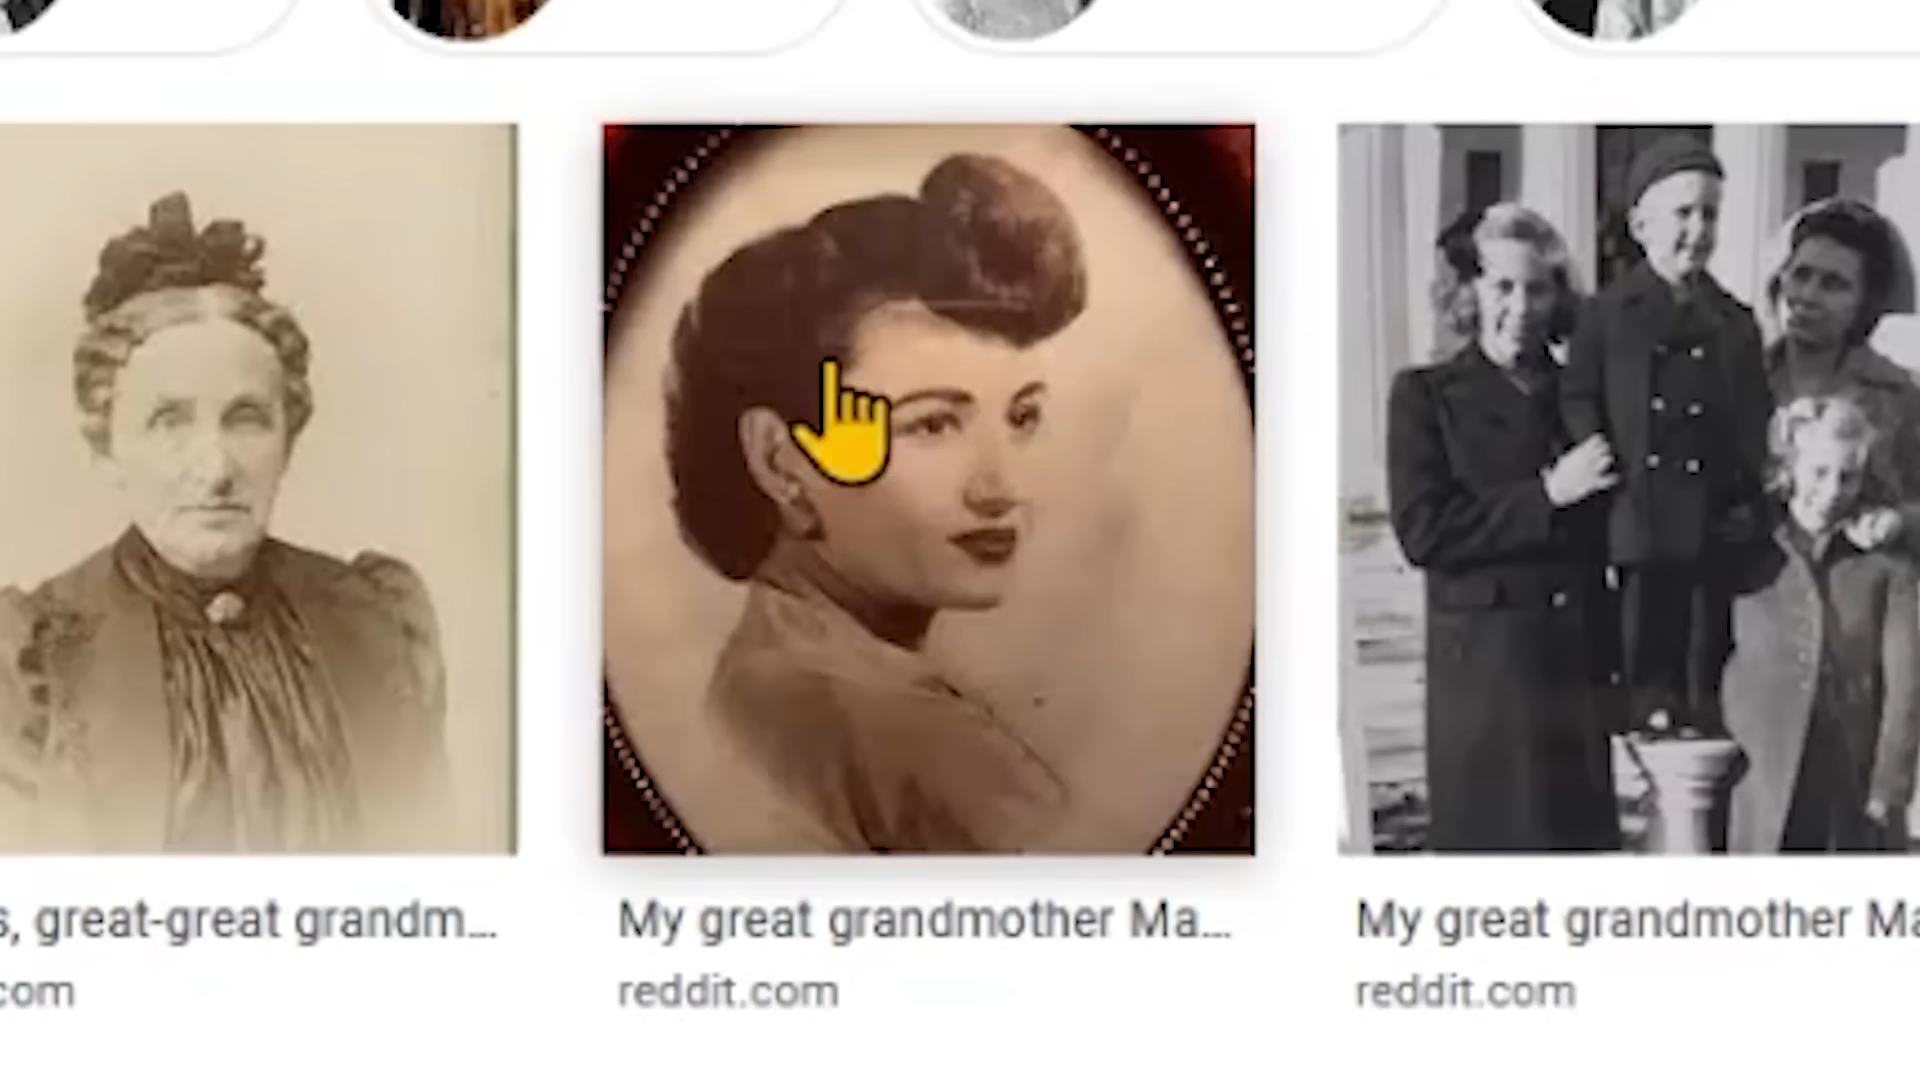 s, great-great grandm...
com
My great grandmother Ma...
reddit.com
My great grandmother Ma
reddit.com